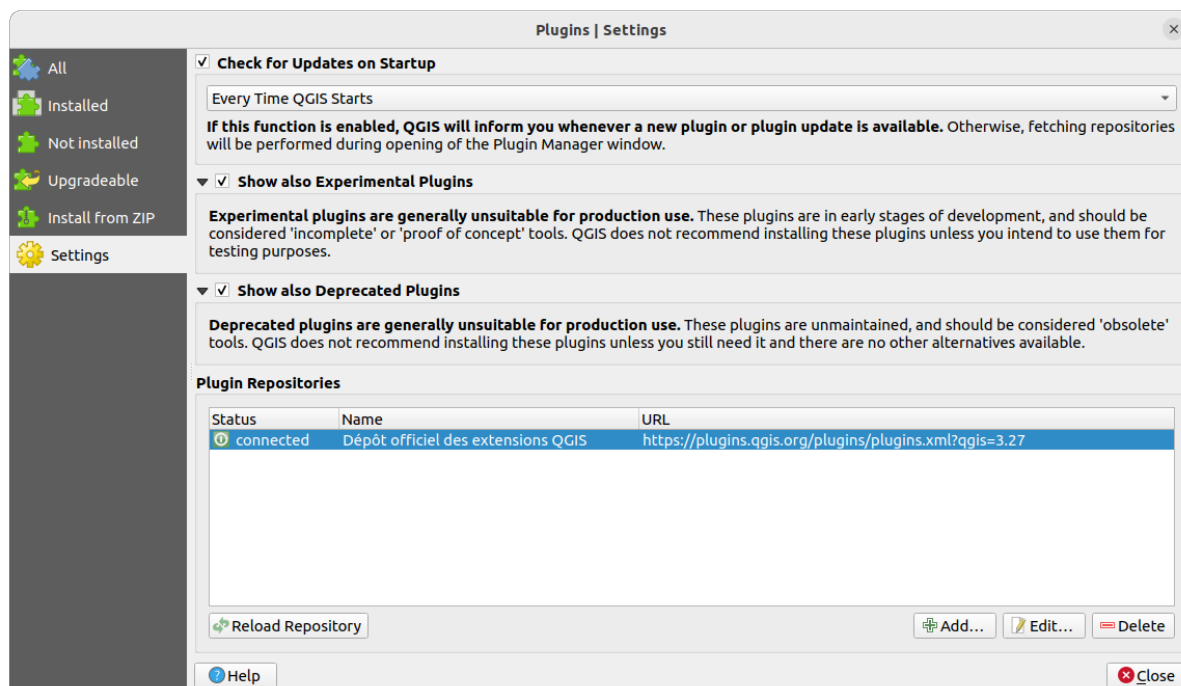 Plugins | Settings
All
Installed
Not installed
Upgradeable
Install from ZIP
Settings
Check for Updates on Startup
Every Time QGIS Starts
If this function is enabled, QGIS will inform you whenever a new plugin or plugin update is available. Otherwise, fetching repositories
will be performed during opening of the Plugin Manager window.
Show also Experimental Plugins
Experimental plugins are generally unsuitable for production use. These plugins are in early stages of development, and should be
considered 'incomplete' or 'proof of concept' tools. QGIS does not recommend installing these plugins unless you intend to use them for
testing purposes.
Show also Deprecated Plugins
Deprecated plugins are generally unsuitable for production use. These plugins are unmaintained, and should be considered 'obsolete'
tools. QGIS does not recommend installing these plugins unless you still need it and there are no other alternatives available.
Plugin Repositories
Status Name URL
connected Dépôt officiel des extensions QGIS https://plugins.qgis.org/plugins/plugins.xml?qgis=3.27
Reload Repository Add... Edit... Delete
Help Close